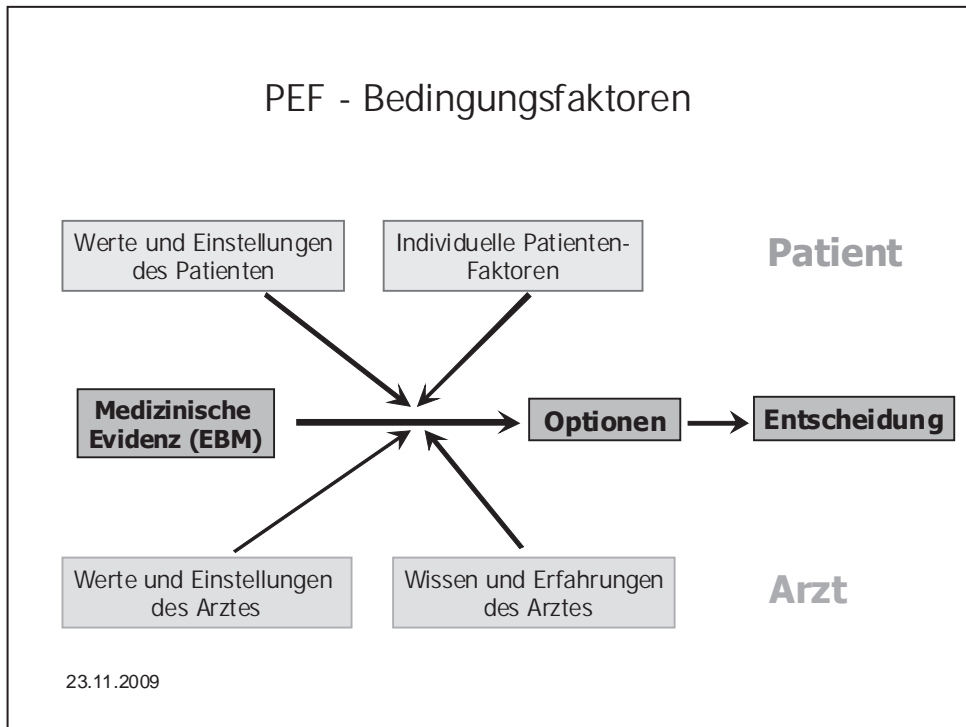 PEF - Bedingungsfaktoren
Werte und Einstellungen
des Patienten
Individuelle Patienten-
Faktoren
Patient
Medizinische
Evidenz (EBM)
Optionen
Entscheidung
Werte und Einstellungen
des Arztes
Wissen und Erfahrungen
des Arztes
Arzt
23.11.2009